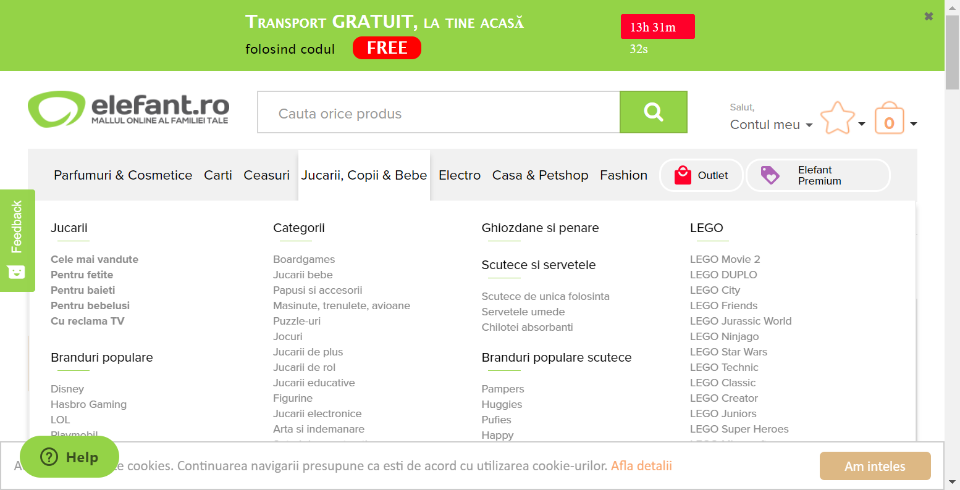 Transport GRATUIT, la tine acasă
folosind codul FREE
13h 31m
32s
elefant.ro
MALLUL ONLINE AL FAMILIEI TALE
Cauta orice produs
Salut,
Contul meu
0
Parfumuri & Cosmetice Carti Ceasuri Jucarii, Copii & Bebe Electro Casa & Petshop Fashion Outlet Elefant Premium
Feedback
Jucarii
Cele mai vandute
Pentru fetite
Pentru baieti
Pentru bebelusi
Cu reclama TV
Branduri populare
Disney
Hasbro Gaming
LOL
Playmobil
Categorii
Boardgames
Jucarii bebe
Papusi si accesorii
Masinute, trenulete, avioane
Puzzle-uri
Jocuri
Jucarii de plus
Jucarii de rol
Jucarii educative
Figurine
Jucarii electronice
Arta si indemanare
Ghiozdane si penare
Scutece si servetele
Scutece de unica folosinta
Servetele umede
Chilotei absorbanti
Branduri populare scutece
Pampers
Huggies
Pufies
Happy
LEGO
LEGO Movie 2
LEGO DUPLO
LEGO City
LEGO Friends
LEGO Jurassic World
LEGO Ninjago
LEGO Star Wars
LEGO Technic
LEGO Classic
LEGO Creator
LEGO Juniors
LEGO Super Heroes
Help
cookies. Continuarea navigarii presupune ca esti de acord cu utilizarea cookie-urilor. Afla detalii
Am inteles